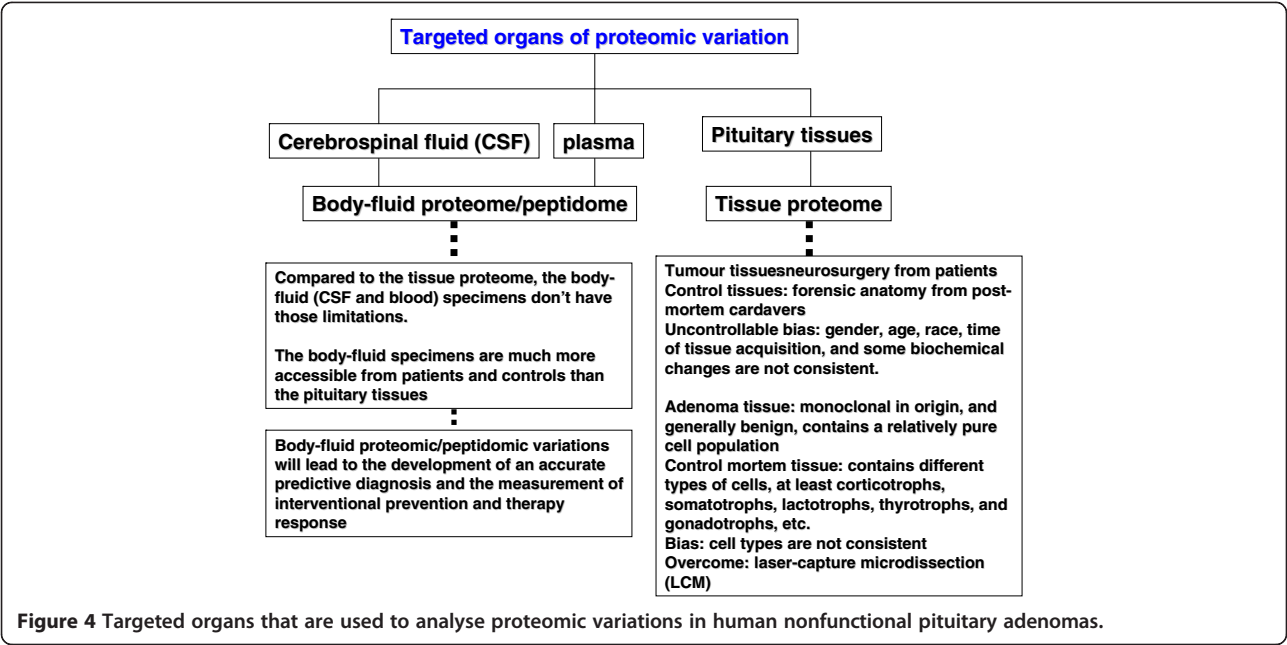 Targeted organs of proteomic variation
Cerebrospinal fluid (CSF)
plasma
Pituitary tissues
Body-fluid proteome/peptidome
Tissue proteome
Compared to the tissue proteome, the body-
fluid (CSF and blood) specimens don't have
those limitations.
The body-fluid specimens are much more
accessible from patients and controls than
the pituitary tissues
Body-fluid proteomic/peptidomic variations
will lead to the development of an accurate
predictive diagnosis and the measurement of
interventional prevention and therapy
response
Tumour tissuesneurosurgery from patients
Control tissues: forensic anatomy from post-
mortem cardavers
Uncontrollable bias: gender, age, race, time
of tissue acquisition, and some biochemical
changes are not consistent.
Adenoma tissue: monoclonal in origin, and
generally benign, contains a relatively pure
cell population
Control mortem tissue: contains different
types of cells, at least corticotrophs,
somatotrophs, lactotrophs, thyrotrophs, and
gonadotrophs, etc.
Bias: cell types are not consistent
Overcome: laser-capture microdissection
(LCM)
Figure 4 Targeted organs that are used to analyse proteomic variations in human nonfunctional pituitary adenomas.